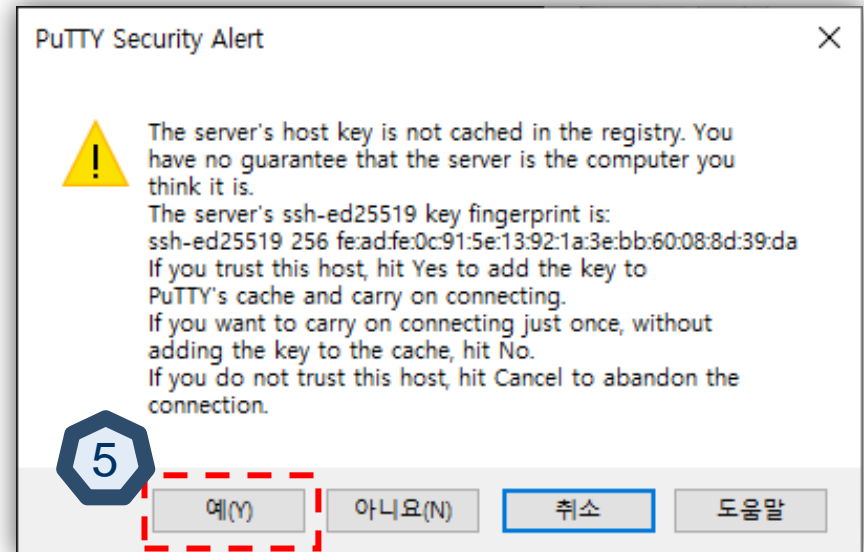 PuTTY Security Alert
The server's host key is not cached in the registry. You
have no guarantee that the server is the computer you
think it is.
The server's ssh-ed25519 key fingerprint is:
ssh-ed25519 256 fe:ad:fe:0c:91:5e:13:92:1a:3e:bb:60:08:8d:39:da
If you trust this host, hit Yes to add the key to
PuTTY's cache and carry on connecting.
If you want to carry on connecting just once, without
adding the key to the cache, hit No.
If you do not trust this host, hit Cancel to abandon the
connection.
5
예(Y) 아니요(N) 취소 도움말